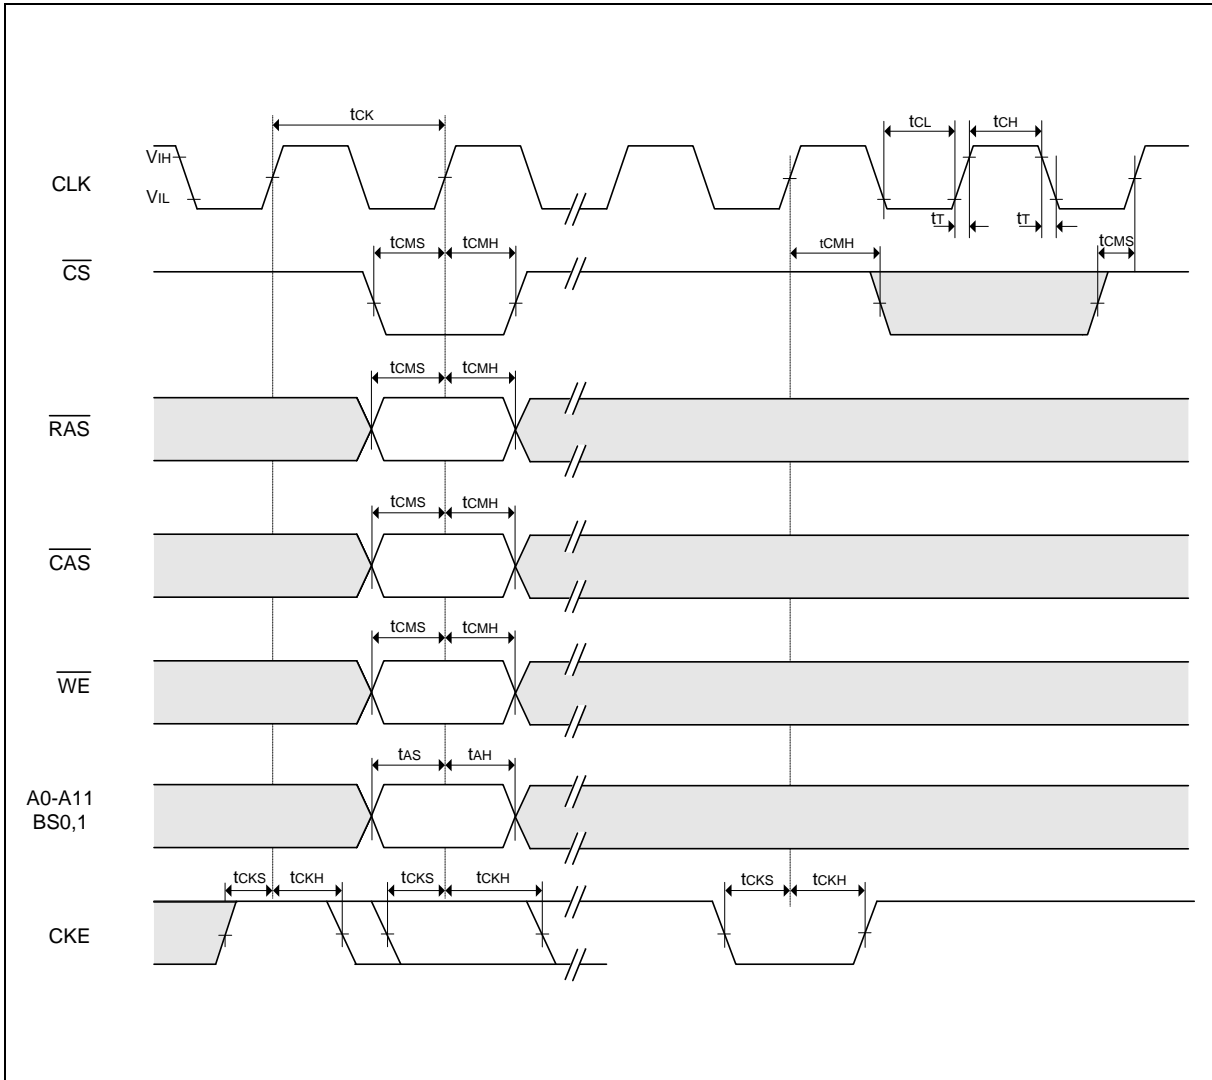 tCK
tCL
tCH
VIH
CLK
VIL
tT
tT
tCMS
tCMH
tCMH
tCMS
CS
tCMS
tCMH
RAS
tCMS
tCMH
CAS
tCMS
tCMH
WE
tAS
tAH
A0-A11
BS0,1
tCKS
tCKH
tCKS
tCKH
tCKS
tCKH
CKE